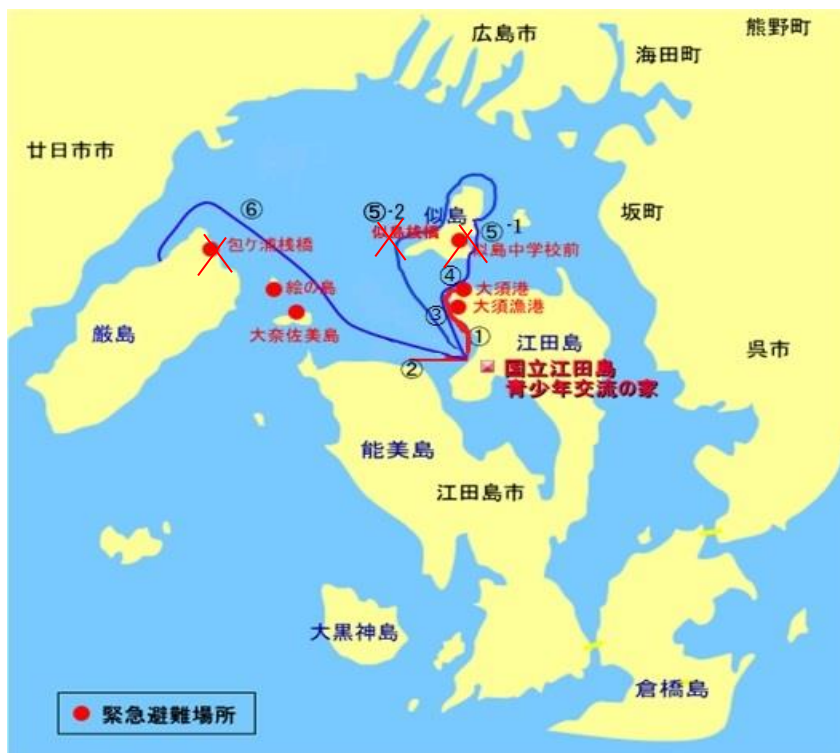 熊野町
広島市
海田町
廿日市市
⑤-2
似島
⑤-1
坂町
⑥
似島桟橋
似島中学校前
包ケ浦桟橋
④
大須港
絵の島
大須漁港
③
厳島
大奈佐美島
①
江田島
呉市
②
国立江田島
青少年交流の家
能美島
江田島市
大黒神島
倉橋島
緊急避難場所